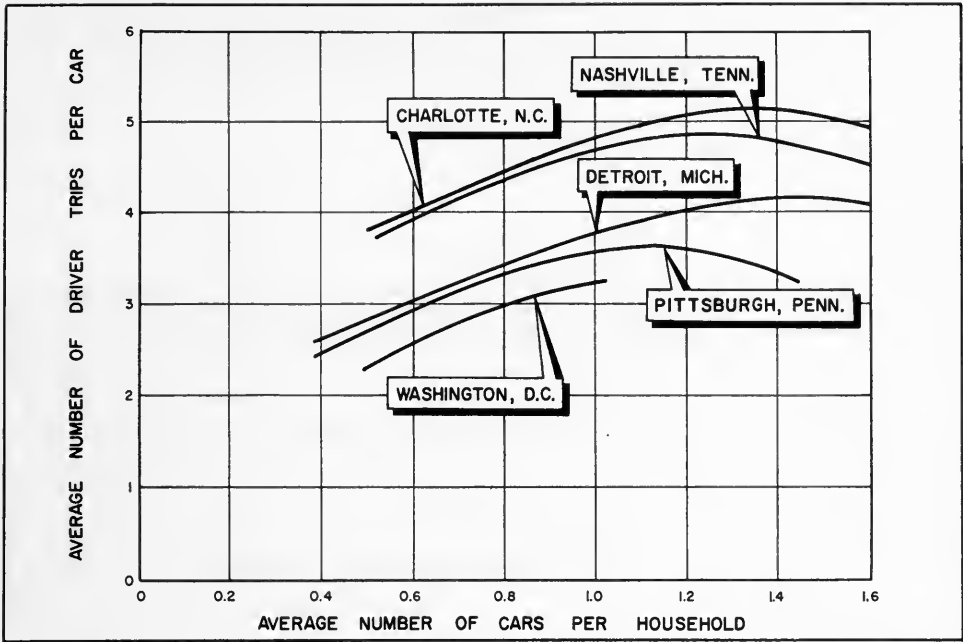 AVERAGE NUMBER OF DRIVER TRIPS PER CAR
6
5
4
3
2
1
0
NASHVILLE, TENN.
CHARLOTTE, N.C.
DETROIT, MICH.
PITTSBURGH, PENN.
WASHINGTON, D.C.
0 0.2 0.4 0.6 0.8 1.0 1.2 1.4 1.6
AVERAGE NUMBER OF CARS PER HOUSEHOLD